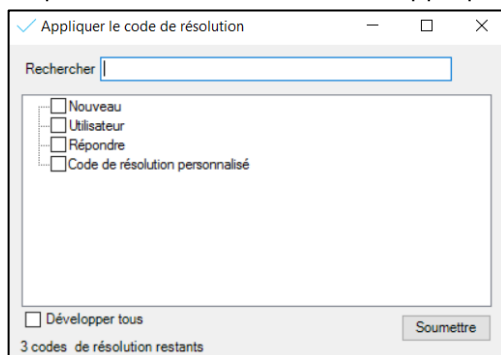 Appliquer le code de résolution
Rechercher
Nouveau
Utilisateur
Répondre
Code de résolution personnalisé
Développer tous
Soumettre
3 codes de résolution restants